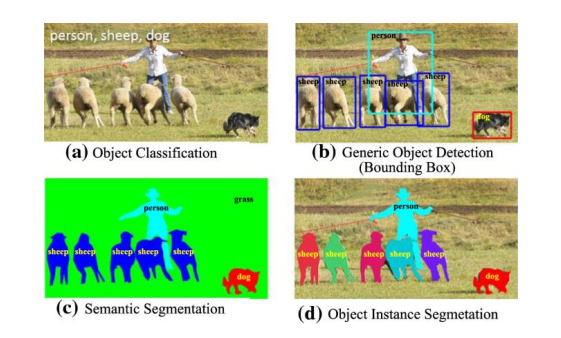 person, sheep, dog
(a) Object Classification
person
sheep
sheep
sheep
sheep
sheep
dog
(b) Generic Object Detection
(Bounding Box)
grass
person
sheep
sheep
sheep
sheep
sheep
dog
(c) Semantic Segmentation
person
sheep
sheep
sheep
sheep
sheep
dog
(d) Object Instance Segmetation